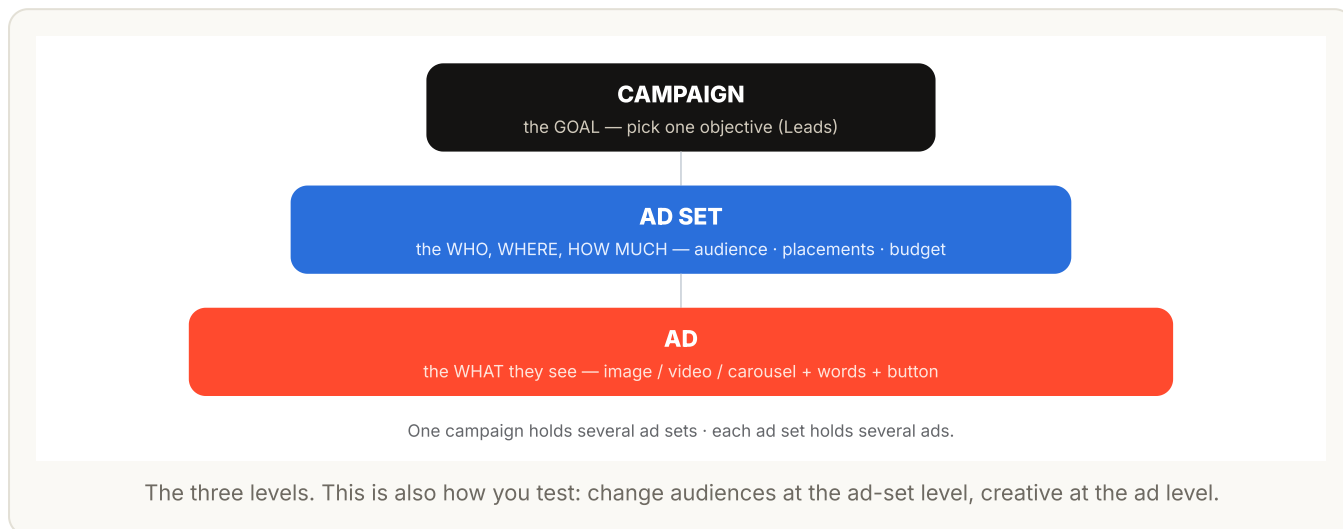 CAMPAIGN
the GOAL — pick one objective (Leads)
AD SET
the WHO, WHERE, HOW MUCH — audience · placements · budget
AD
the WHAT they see — image / video / carousel + words + button
One campaign holds several ad sets · each ad set holds several ads.
The three levels. This is also how you test: change audiences at the ad-set level, creative at the ad level.